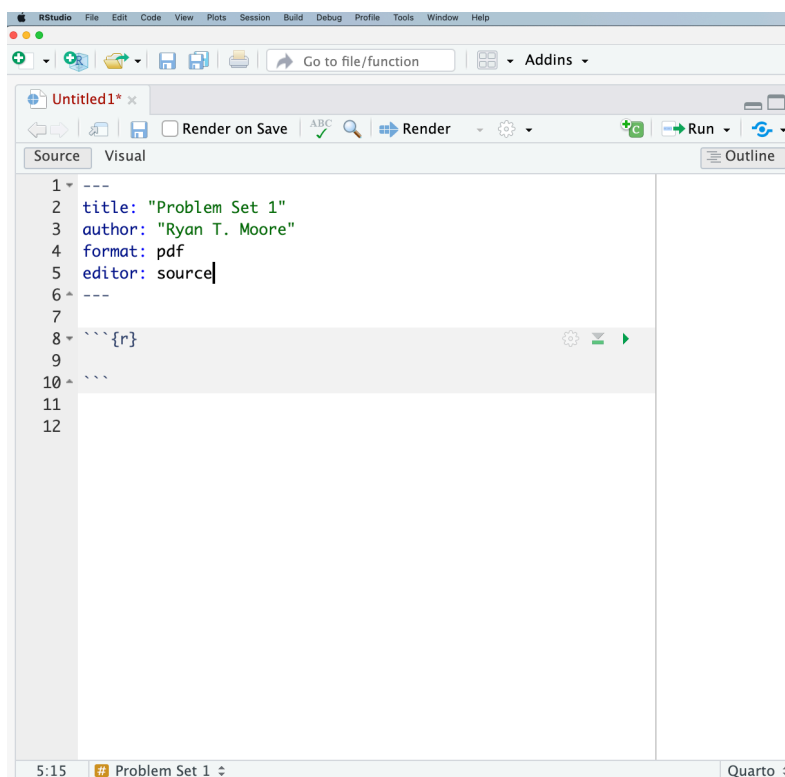 RStudio File Edit Code View Plots Session Build Debug Profile Tools Window Help
Go to file/function Addins
Untitled1*
Render on Save ABC Render Run
Source Visual Outline
1 ---
2 title: "Problem Set 1"
3 author: "Ryan T. Moore"
4 format: pdf
5 editor: source
6 ---
7
8 ```{r}
9
10 ```
11
12
5:15 # Problem Set 1 Quarto